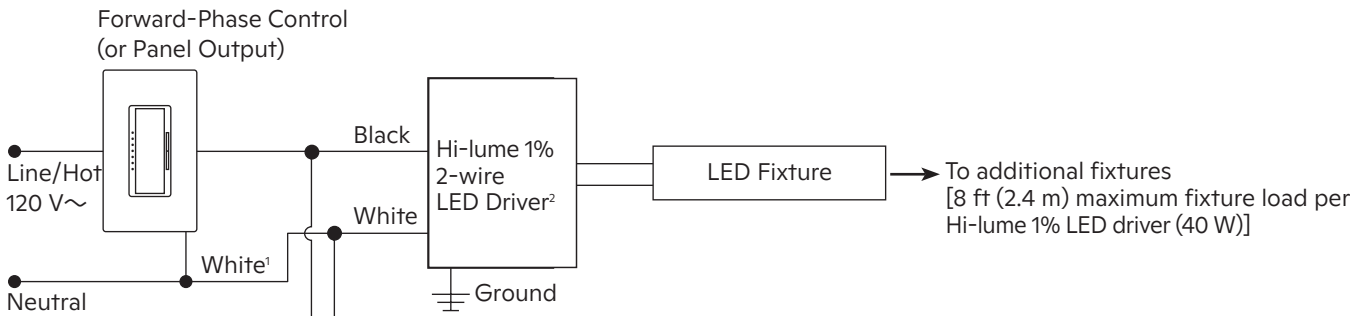 Forward-Phase Control
(or Panel Output)
Line/Hot
120 V~
Black
White
White¹
Neutral
Hi-lume 1%
2-wire
LED Driver²
Ground
LED Fixture
To additional fixtures
[8 ft (2.4 m) maximum fixture load per
Hi-lume 1% LED driver (40 W)]